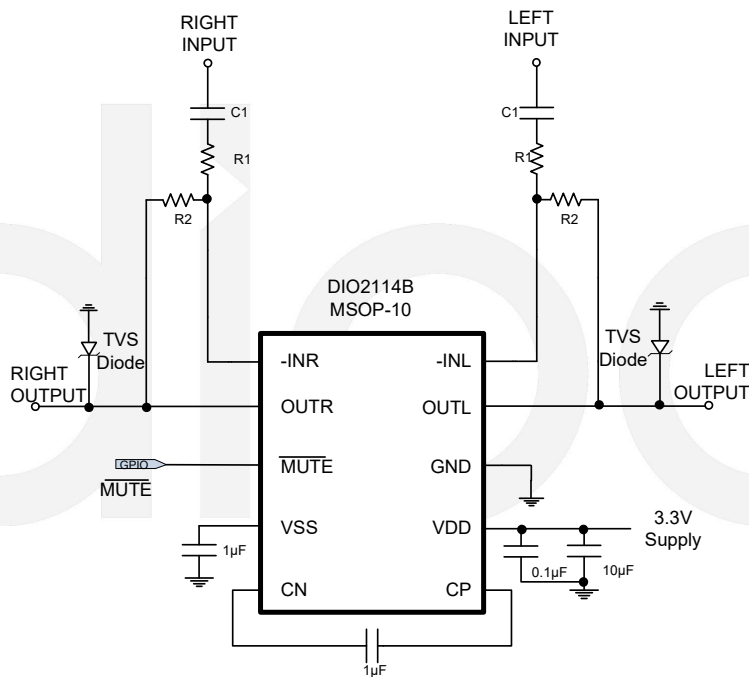 RIGHT
INPUT
LEFT
INPUT
C1
C1
R1
R1
R2
R2
DIO2114B
MSOP-10
TVS
Diode
TVS
Diode
RIGHT
OUTPUT
LEFT
OUTPUT
-INR
-INL
OUTR
OUTL
GPIO
MUTE
MUTE
GND
VSS
VDD
3.3V
Supply
1µF
0.1µF
10µF
CN
CP
1µF
dioo